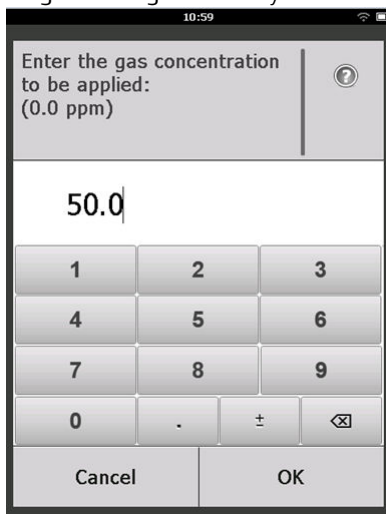 10:59
Enter the gas concentration
to be applied:
(0.0 ppm)
?
50.0
1 2 3
4 5 6
7 8 9
0 . ±
Cancel OK